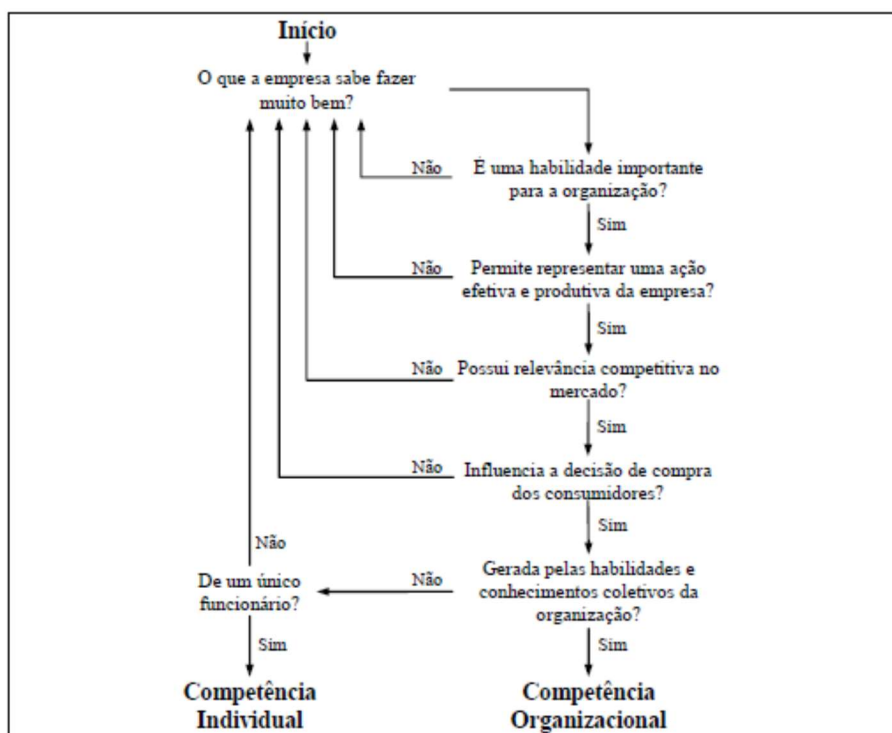 Início
O que a empresa sabe fazer
muito bem?
Não
É uma habilidade importante
para a organização?
Sim
Não
Permite representar uma ação
efetiva e produtiva da empresa?
Sim
Não
Possui relevância competitiva no
mercado?
Sim
Não
Influencia a decisão de compra
dos consumidores?
Sim
Não
De um único
funcionário?
Não
Gerada pelas habilidades e
conhecimentos coletivos da
organização?
Sim
Sim
Competência
Individual
Competência
Organizacional